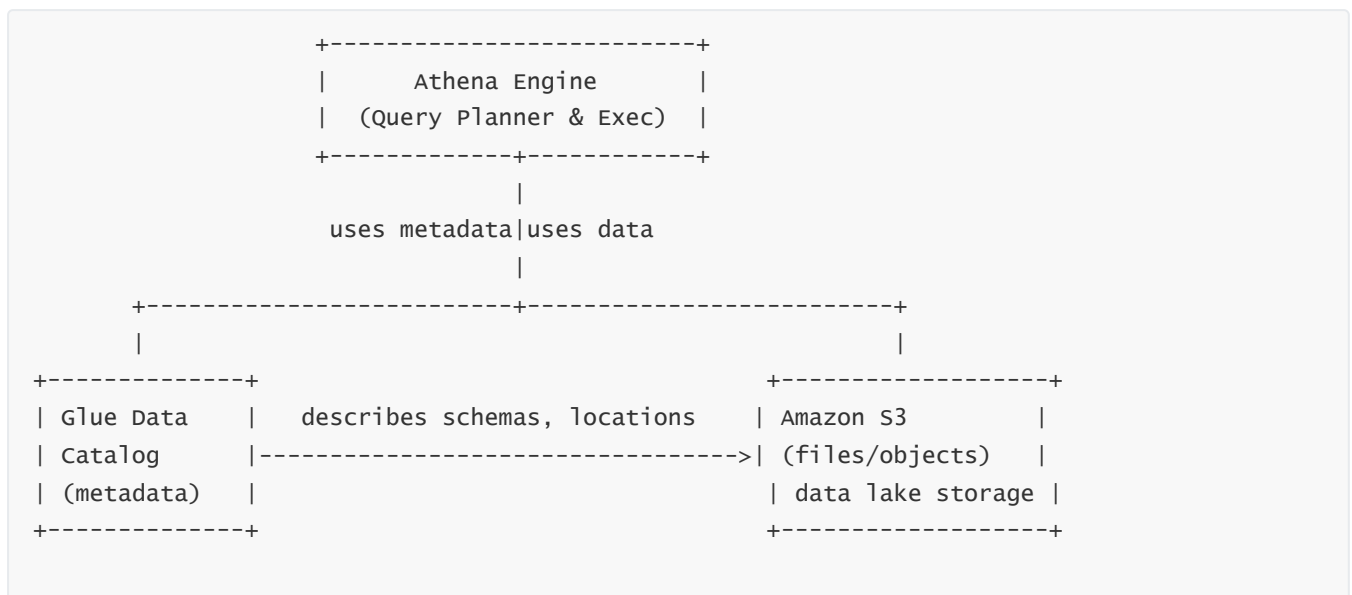 +--------------------------+
|      Athena Engine       |
|  (Query Planner & Exec)  |
+-------------+------------+
|
uses metadata|uses data
|
+--------------------------+--------------------------+
|                                                     |
+--------------+                                    +-------------------+
| Glue Data    |   describes schemas, locations    | Amazon S3         |
| Catalog      |---------------------------------->| (files/objects)   |
| (metadata)   |                                    | data lake storage |
+--------------+                                    +-------------------+